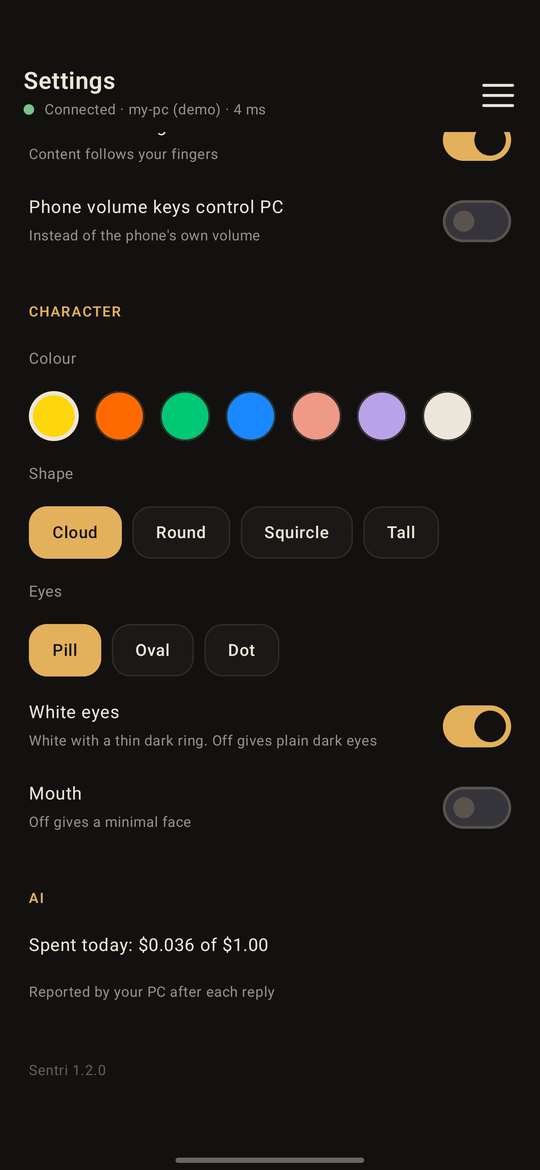 Settings
Connected · my-pc (demo) · 4 ms
Content follows your fingers
Phone volume keys control PC
Instead of the phone's own volume
CHARACTER
Colour
Shape
Cloud Round Squircle Tall
Eyes
Pill Oval Dot
White eyes
White with a thin dark ring. Off gives plain dark eyes
Mouth
Off gives a minimal face
AI
Spent today: $0.036 of $1.00
Reported by your PC after each reply
Sentri 1.2.0